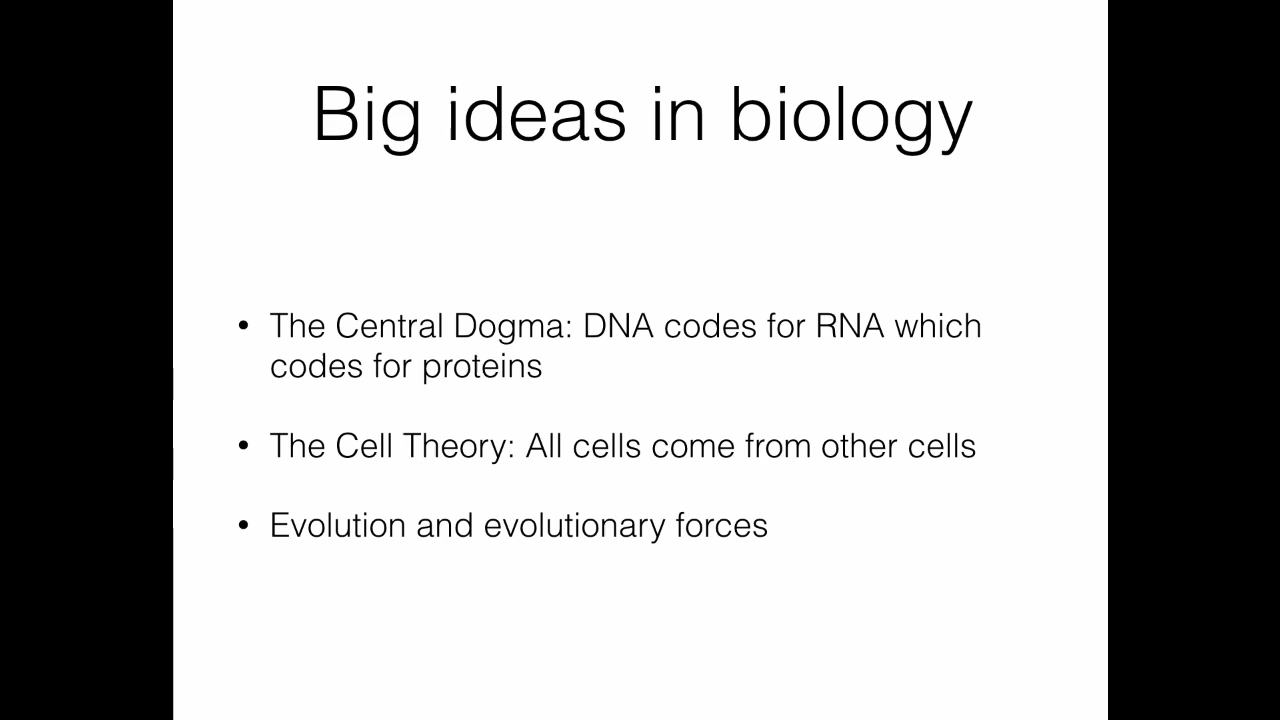 Big ideas in biology
• The Central Dogma: DNA codes for RNA which
codes for proteins
• The Cell Theory: All cells come from other cells
• Evolution and evolutionary forces